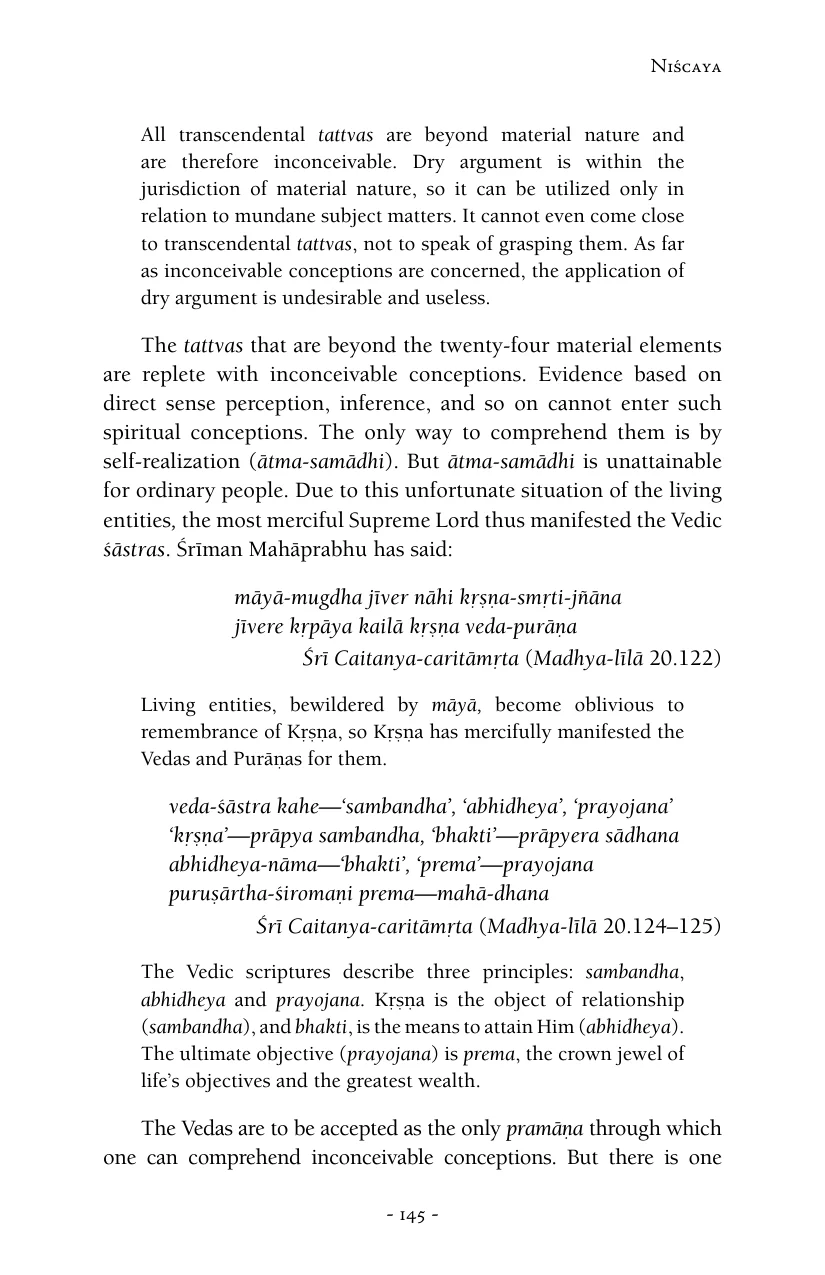 Niścaya
All transcendental tattvas are beyond material nature and
are therefore inconceivable. Dry argument is within the
jurisdiction of material nature, so it can be utilized only in
relation to mundane subject matters. It cannot even come close
to transcendental tattvas, not to speak of grasping them. As far
as inconceivable conceptions are concerned, the application of
dry argument is undesirable and useless.
The tattvas that are beyond the twenty-four material elements
are replete with inconceivable conceptions. Evidence based on
direct sense perception, inference, and so on cannot enter such
spiritual conceptions. The only way to comprehend them is by
self-realization (ātma-samādhi). But ātma-samādhi is unattainable
for ordinary people. Due to this unfortunate situation of the living
entities, the most merciful Supreme Lord thus manifested the Vedic
śāstras. Śrīman Mahāprabhu has said:
māyā-mugdha jīver nāhi kṛṣṇa-smṛti-jñāna
jīvere kṛpāya kailā kṛṣṇa veda-purāṇa
Śrī Caitanya-caritāmṛta (Madhya-līlā 20.122)
Living entities, bewildered by māyā, become oblivious to
remembrance of Kṛṣṇa, so Kṛṣṇa has mercifully manifested the
Vedas and Purāṇas for them.
veda-śāstra kahe—‘sambandha’, ‘abhidheya’, ‘prayojana’
‘kṛṣṇa’—prāpya sambandha, ‘bhakti’—prāpyera sādhana
abhidheya-nāma—‘bhakti’, ‘prema’—prayojana
puruṣārtha-śiromaṇi prema—mahā-dhana
Śrī Caitanya-caritāmṛta (Madhya-līlā 20.124–125)
The Vedic scriptures describe three principles: sambandha,
abhidheya and prayojana. Kṛṣṇa is the object of relationship
(sambandha), and bhakti, is the means to attain Him (abhidheya).
The ultimate objective (prayojana) is prema, the crown jewel of
life’s objectives and the greatest wealth.
The Vedas are to be accepted as the only pramāṇa through which
one can comprehend inconceivable conceptions. But there is one
- 145 -